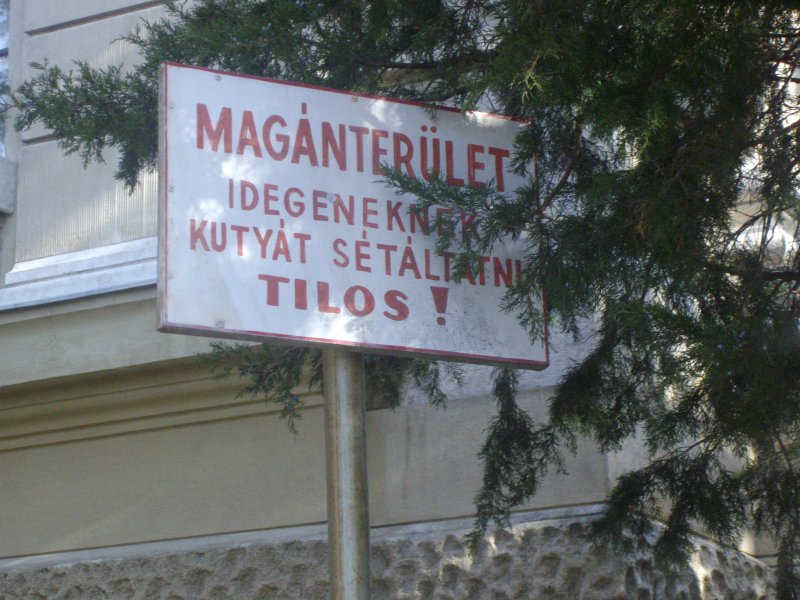 MAGÁNTERÜLET
IDEGENEKNEK
KUTYÁT SÉTÁLTATNI
TILOS !